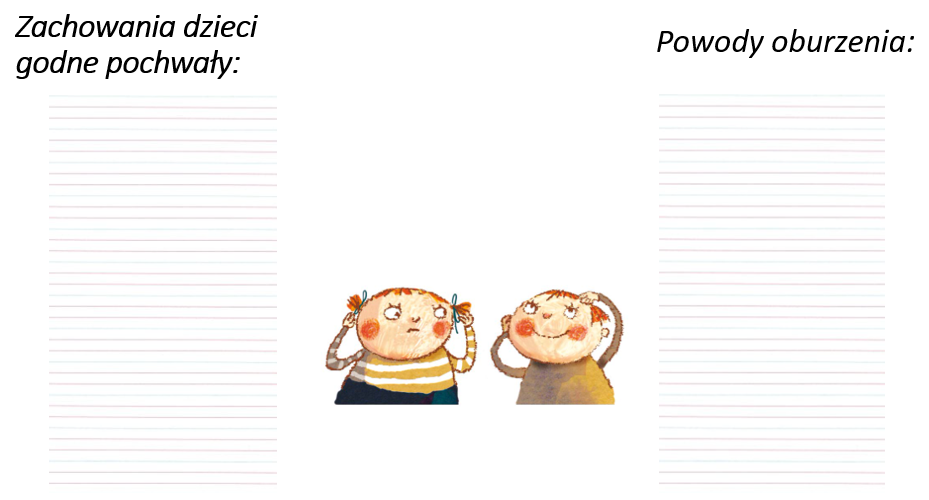 Zachowania dzieci
godne pochwały:
Powody oburzenia: